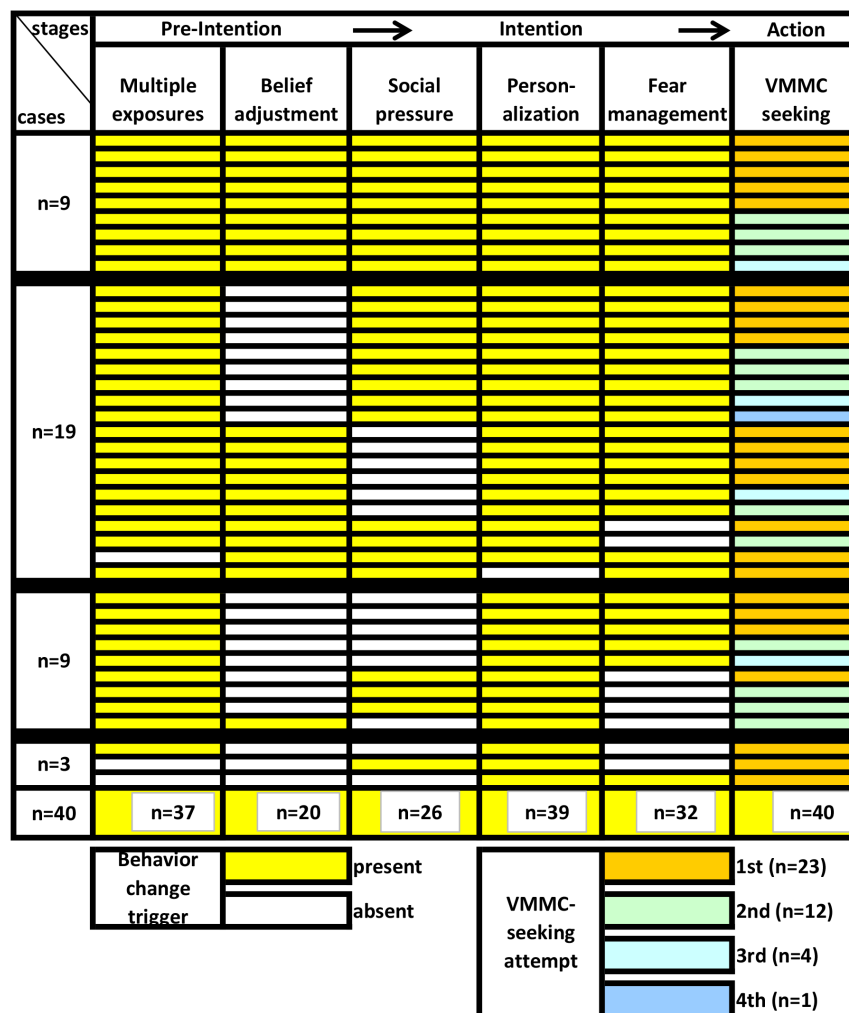 stages
Pre-Intention
Intention
Action
cases
Multiple
exposures
Belief
adjustment
Social
pressure
Person-
alization
Fear
management
VMMC
seeking
n=9
n=19
n=9
n=3
n=40
n=37
n=20
n=26
n=39
n=32
n=40
Behavior
change
trigger
present
absent
VMMC-
seeking
attempt
1st (n=23)
2nd (n=12)
3rd (n=4)
4th (n=1)